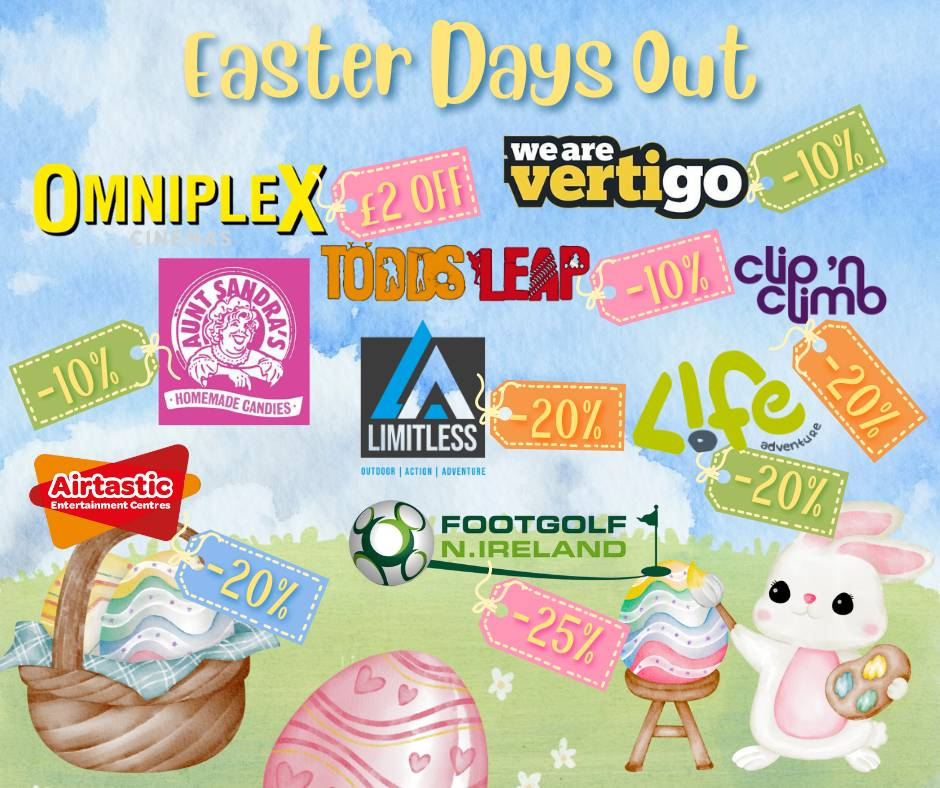 Easter Days Out
OMNIPLEX
CINEMAS
£2 OFF
we are
vertigo
-10%
TODDS LEAP
-10%
clip 'n
climb
-20%
AUNT SANDRA'S
HOMEMADE CANDIES
-10%
LIMITLESS
OUTDOOR | ACTION | ADVENTURE
-20%
Life
adventure
-20%
Airtastic
Entertainment Centres
-20%
FOOTGOLF
N.IRELAND
-25%